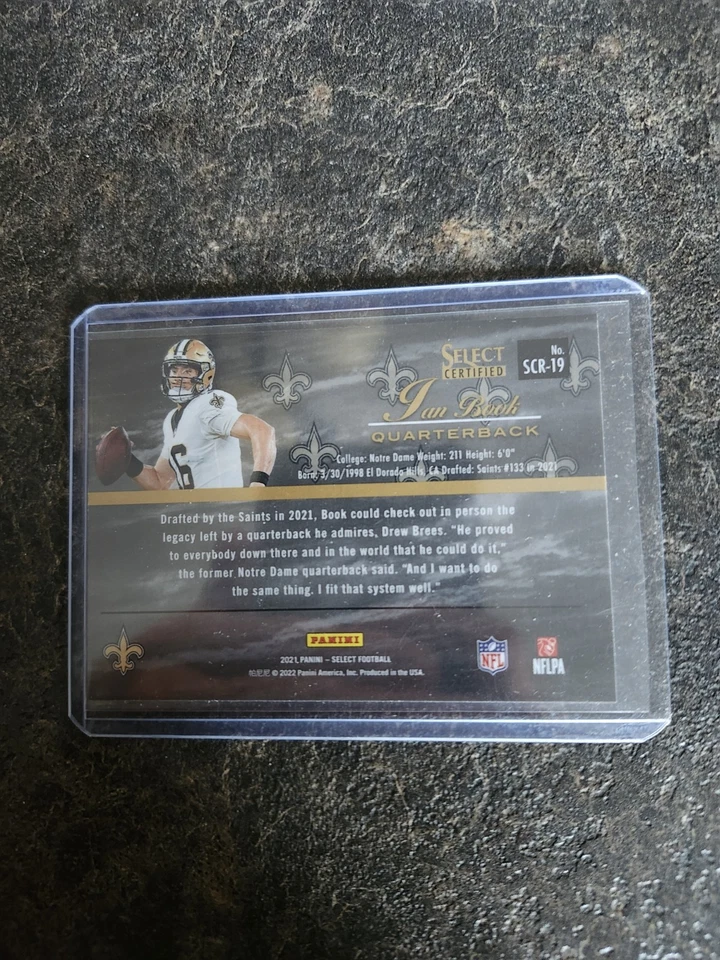 SELECT
CERTIFIED
No.
SCR-19
Ian Book
QUARTERBACK
College: Notre Dame Weight: 211 Height: 6'0"
Born: 3/30/1998 El Dorado Hills, CA Drafted: Saints #133 in 2021
6
Drafted by the Saints in 2021, Book could check out in person the
legacy left by a quarterback he admires, Drew Brees. "He proved
to everybody down there and in the world that he could do it,"
the former Notre Dame quarterback said. "And I want to do
the same thing. I fit that system well."
PANINI
2021 PANINI – SELECT FOOTBALL
帕尼尼 © 2022 Panini America, Inc. Produced in the USA.
NFL
NFLPA